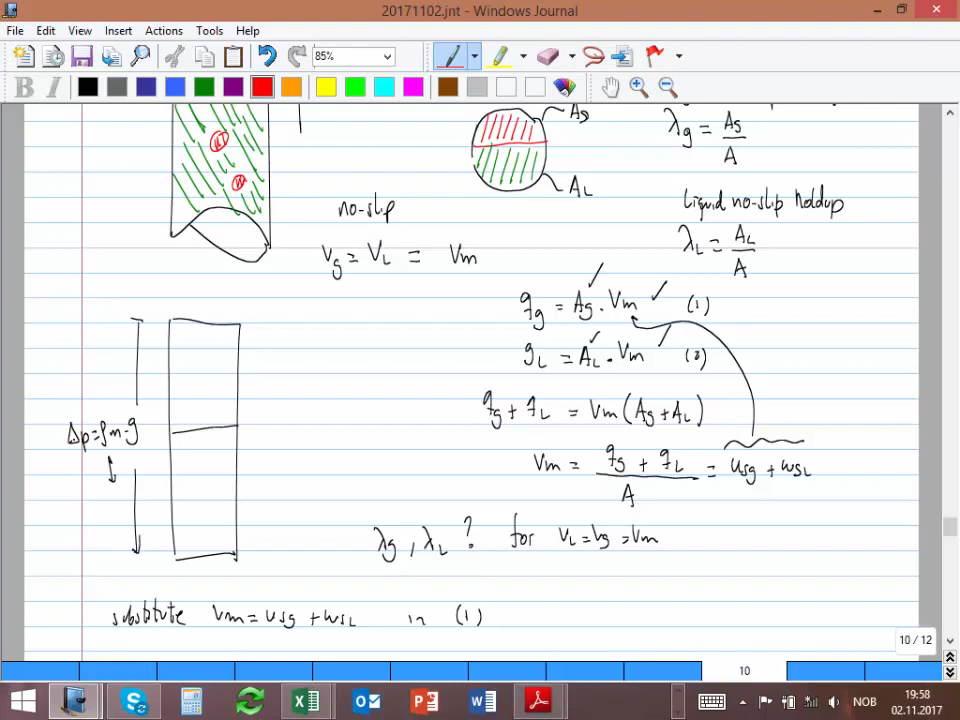 20171102.jnt - Windows Journal
File Edit View Insert Actions Tools Help
85%
B I
Ag
AL
λg = Ag / A
no-slip
Liquid no-slip holdup
Vg = VL = Vm
λL = AL / A
qg = Ag · Vm (1)
qL = AL · Vm (2)
qg + qL = Vm (Ag + AL)
Δp = ρm · g
Vm = qg + qL / A = usg + usL
λg, λL ? for VL = Vg = Vm
substitute Vm = usg + usL in (1)
10 / 12
10
NOB
19:58
02.11.2017